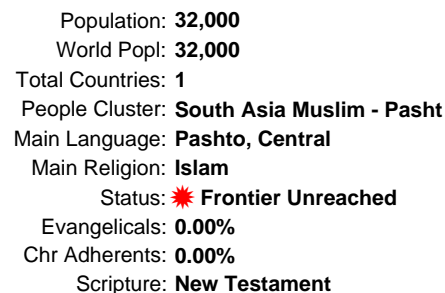 Population: 32,000
World Popl: 32,000
Total Countries: 1
People Cluster: South Asia Muslim - Pasht
Main Language: Pashto, Central
Main Religion: Islam
Status: Frontier Unreached
Evangelicals: 0.00%
Chr Adherents: 0.00%
Scripture: New Testament